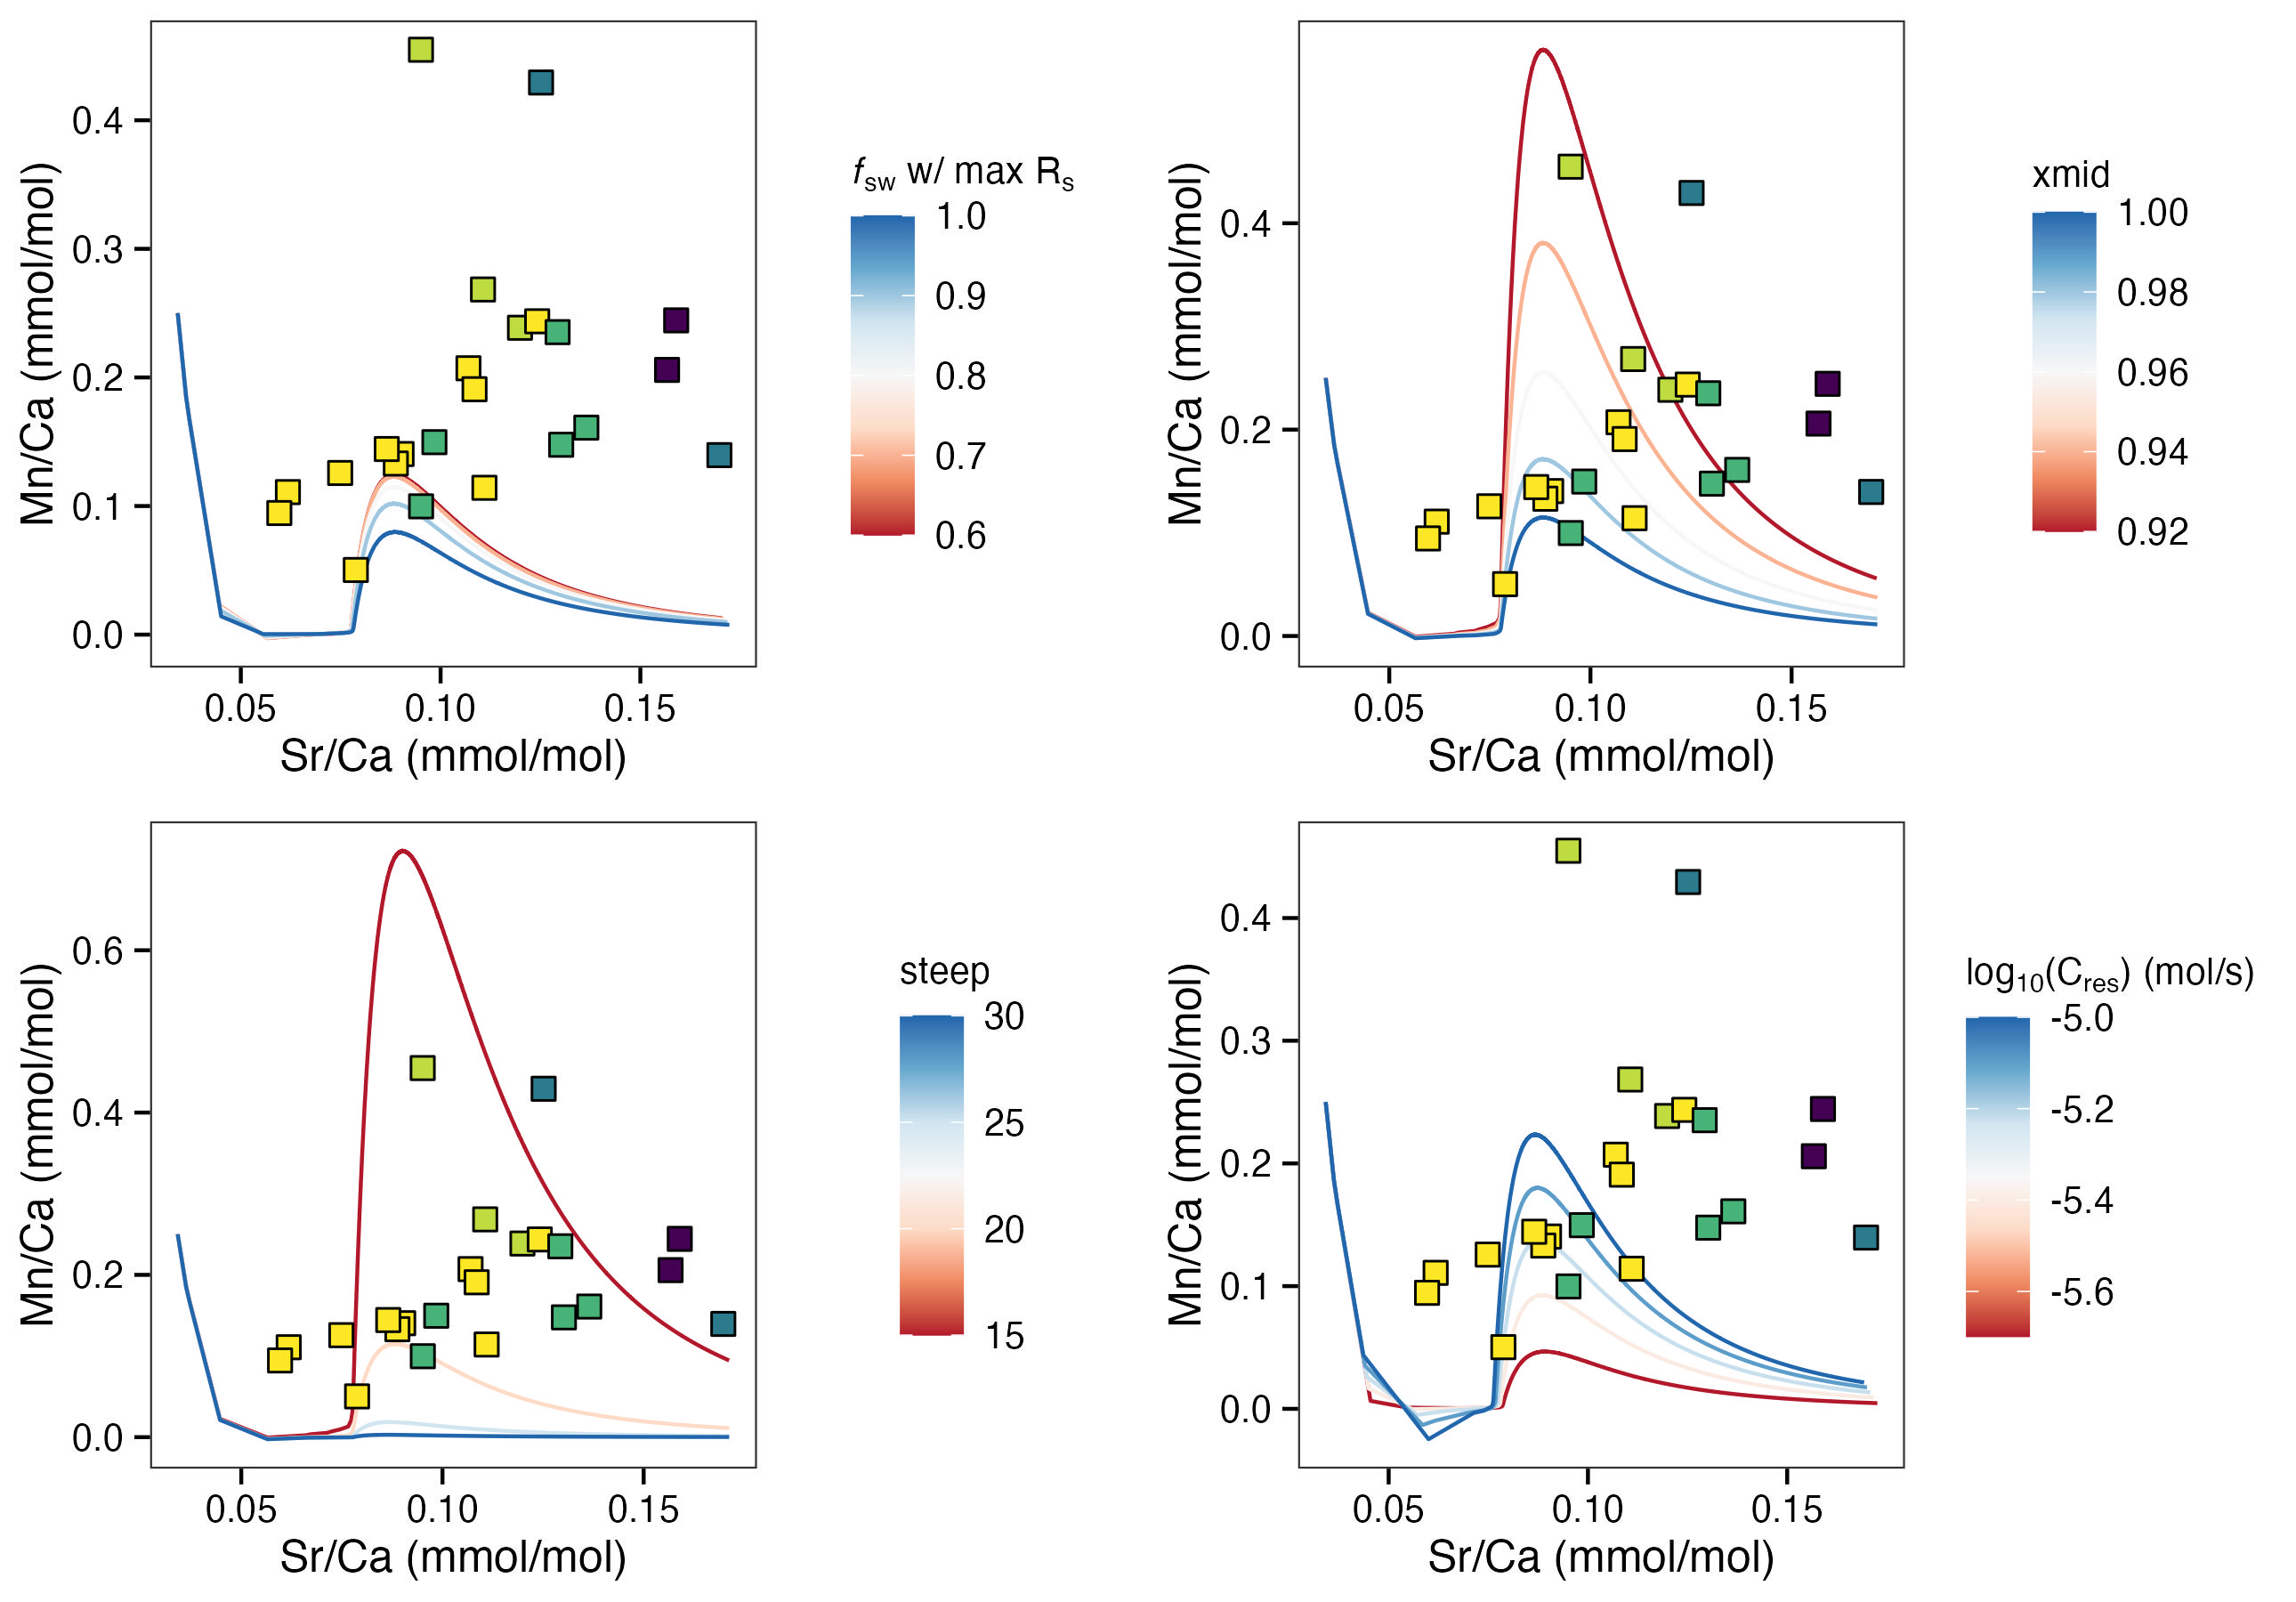 Mn/Ca (mmol/mol)
0.4
0.3
0.2
0.1
0.0
0.05 0.10 0.15
Sr/Ca (mmol/mol)
fsw w/ max Rs
1.0
0.9
0.8
0.7
0.6
Mn/Ca (mmol/mol)
0.4
0.2
0.0
0.05 0.10 0.15
Sr/Ca (mmol/mol)
xmid
1.00
0.98
0.96
0.94
0.92
Mn/Ca (mmol/mol)
0.6
0.4
0.2
0.0
0.05 0.10 0.15
Sr/Ca (mmol/mol)
steep
30
25
20
15
Mn/Ca (mmol/mol)
0.4
0.3
0.2
0.1
0.0
0.05 0.10 0.15
Sr/Ca (mmol/mol)
log10(Cres) (mol/s)
-5.0
-5.2
-5.4
-5.6